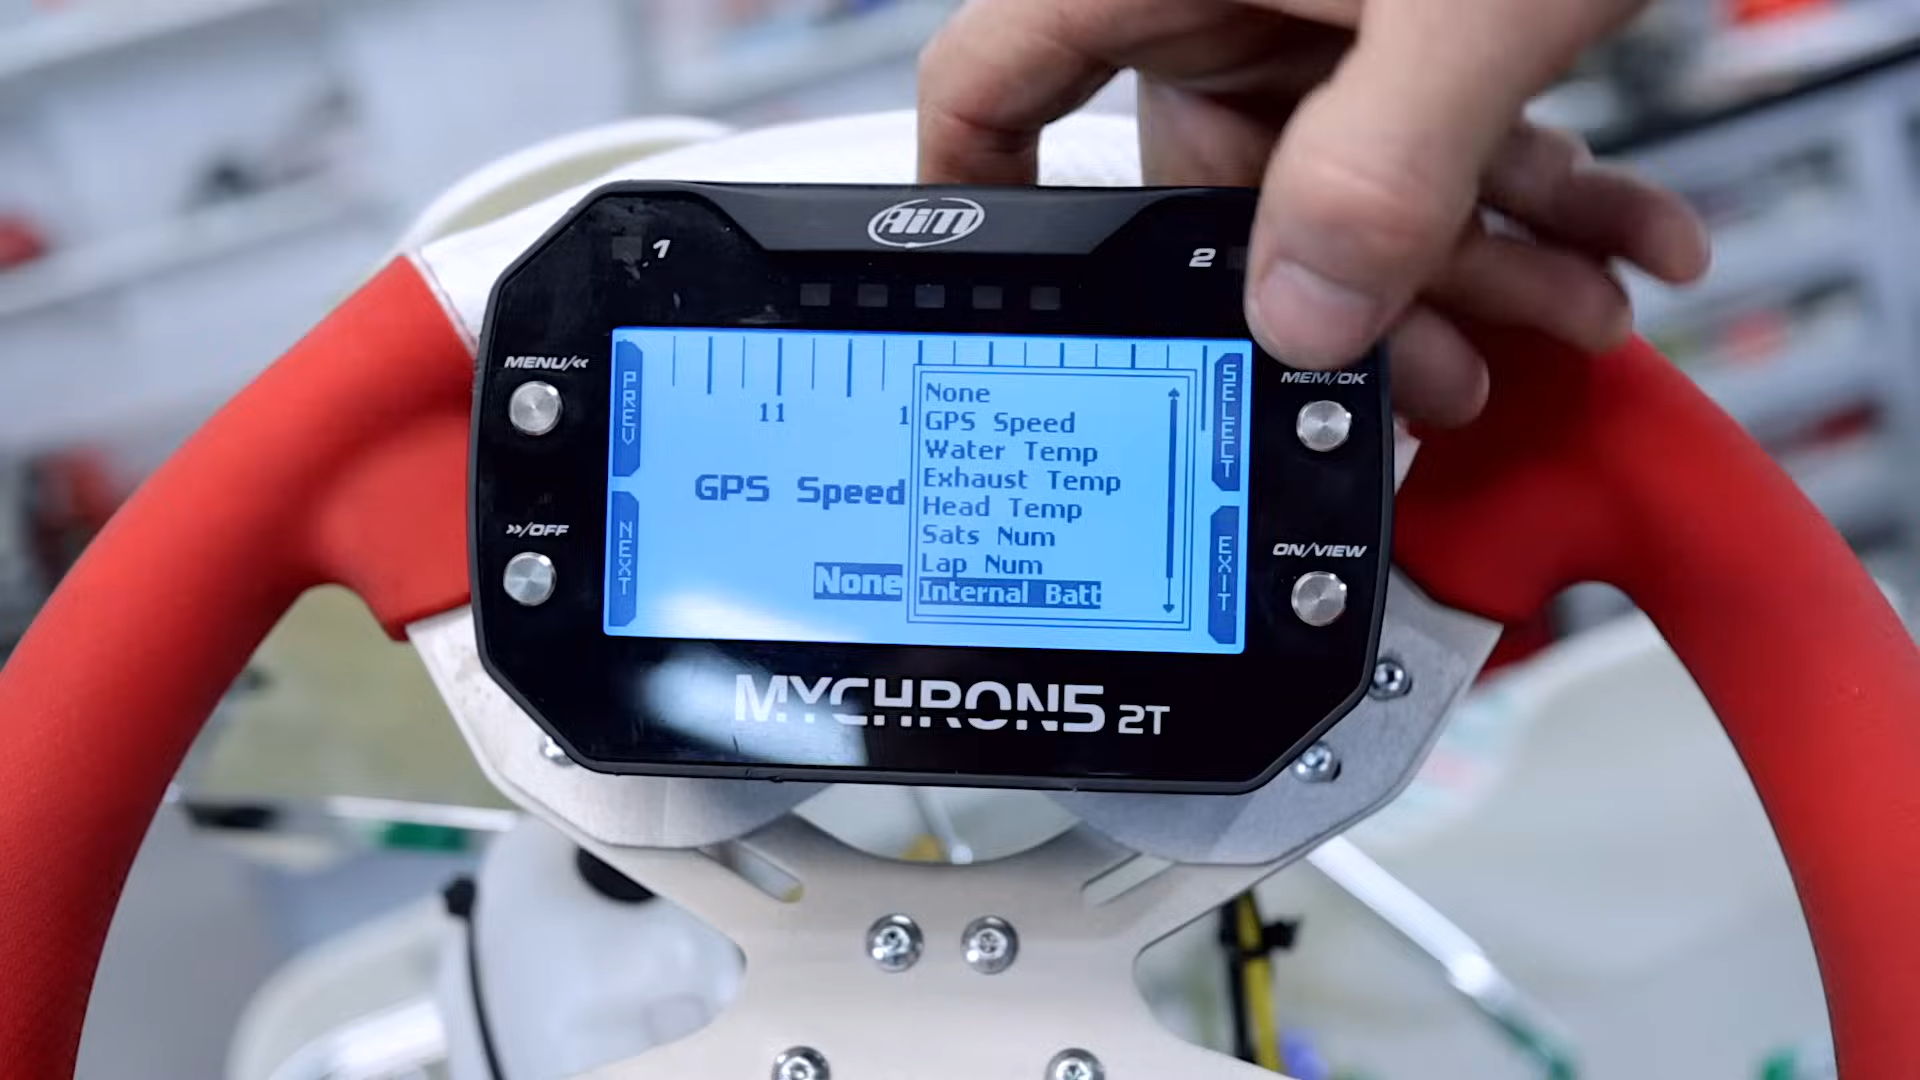 AiM
1
2
MENU/<<
MEM/OK
>>/OFF
ON/VIEW
PREV
NEXT
SELECT
EXIT
11
1
GPS Speed
None
None
GPS Speed
Water Temp
Exhaust Temp
Head Temp
Sats Num
Lap Num
Internal Batt
MYCHRON5 2T